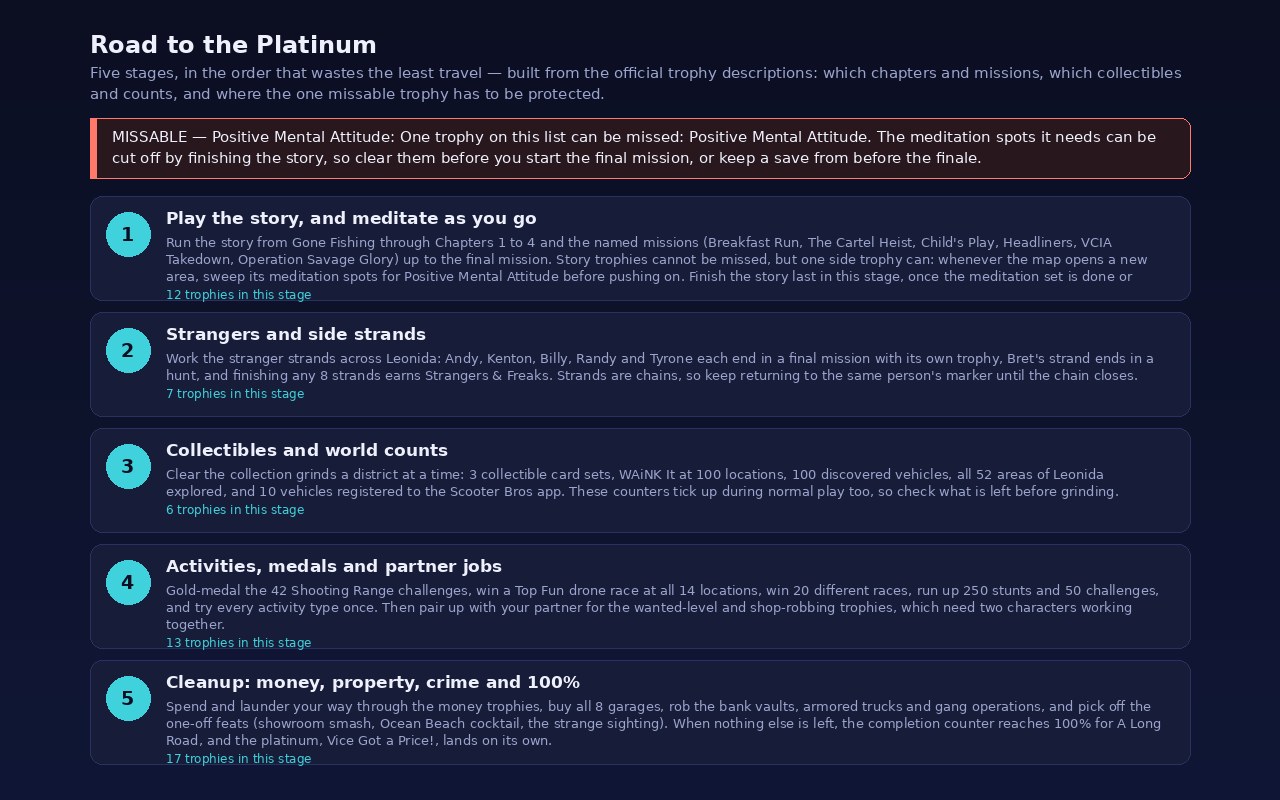 Road to the Platinum
Five stages, in the order that wastes the least travel — built from the official trophy descriptions: which chapters and missions, which collectibles
and counts, and where the one missable trophy has to be protected.
MISSABLE — Positive Mental Attitude: One trophy on this list can be missed: Positive Mental Attitude. The meditation spots it needs can be
cut off by finishing the story, so clear them before you start the final mission, or keep a save from before the finale.
1
Play the story, and meditate as you go
Run the story from Gone Fishing through Chapters 1 to 4 and the named missions (Breakfast Run, The Cartel Heist, Child's Play, Headliners, VCIA
Takedown, Operation Savage Glory) up to the final mission. Story trophies cannot be missed, but one side trophy can: whenever the map opens a new
area, sweep its meditation spots for Positive Mental Attitude before pushing on. Finish the story last in this stage, once the meditation set is done or
12 trophies in this stage
2
Strangers and side strands
Work the stranger strands across Leonida: Andy, Kenton, Billy, Randy and Tyrone each end in a final mission with its own trophy, Bret's strand ends in a
hunt, and finishing any 8 strands earns Strangers & Freaks. Strands are chains, so keep returning to the same person's marker until the chain closes.
7 trophies in this stage
3
Collectibles and world counts
Clear the collection grinds a district at a time: 3 collectible card sets, WAiNK It at 100 locations, 100 discovered vehicles, all 52 areas of Leonida
explored, and 10 vehicles registered to the Scooter Bros app. These counters tick up during normal play too, so check what is left before grinding.
6 trophies in this stage
4
Activities, medals and partner jobs
Gold-medal the 42 Shooting Range challenges, win a Top Fun drone race at all 14 locations, win 20 different races, run up 250 stunts and 50 challenges,
and try every activity type once. Then pair up with your partner for the wanted-level and shop-robbing trophies, which need two characters working
together.
13 trophies in this stage
5
Cleanup: money, property, crime and 100%
Spend and launder your way through the money trophies, buy all 8 garages, rob the bank vaults, armored trucks and gang operations, and pick off the
one-off feats (showroom smash, Ocean Beach cocktail, the strange sighting). When nothing else is left, the completion counter reaches 100% for A Long
Road, and the platinum, Vice Got a Price!, lands on its own.
17 trophies in this stage